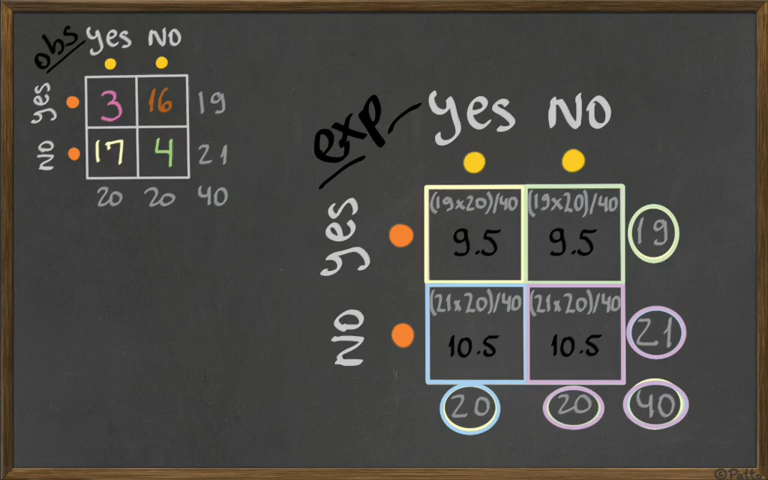 obs yes NO
yes 3 16 19
NO 17 4 21
20 20 40
exp yes NO
yes (19x20)/40 (19x20)/40 19
9.5 9.5
NO (21x20)/40 (21x20)/40 21
10.5 10.5
20 20 40